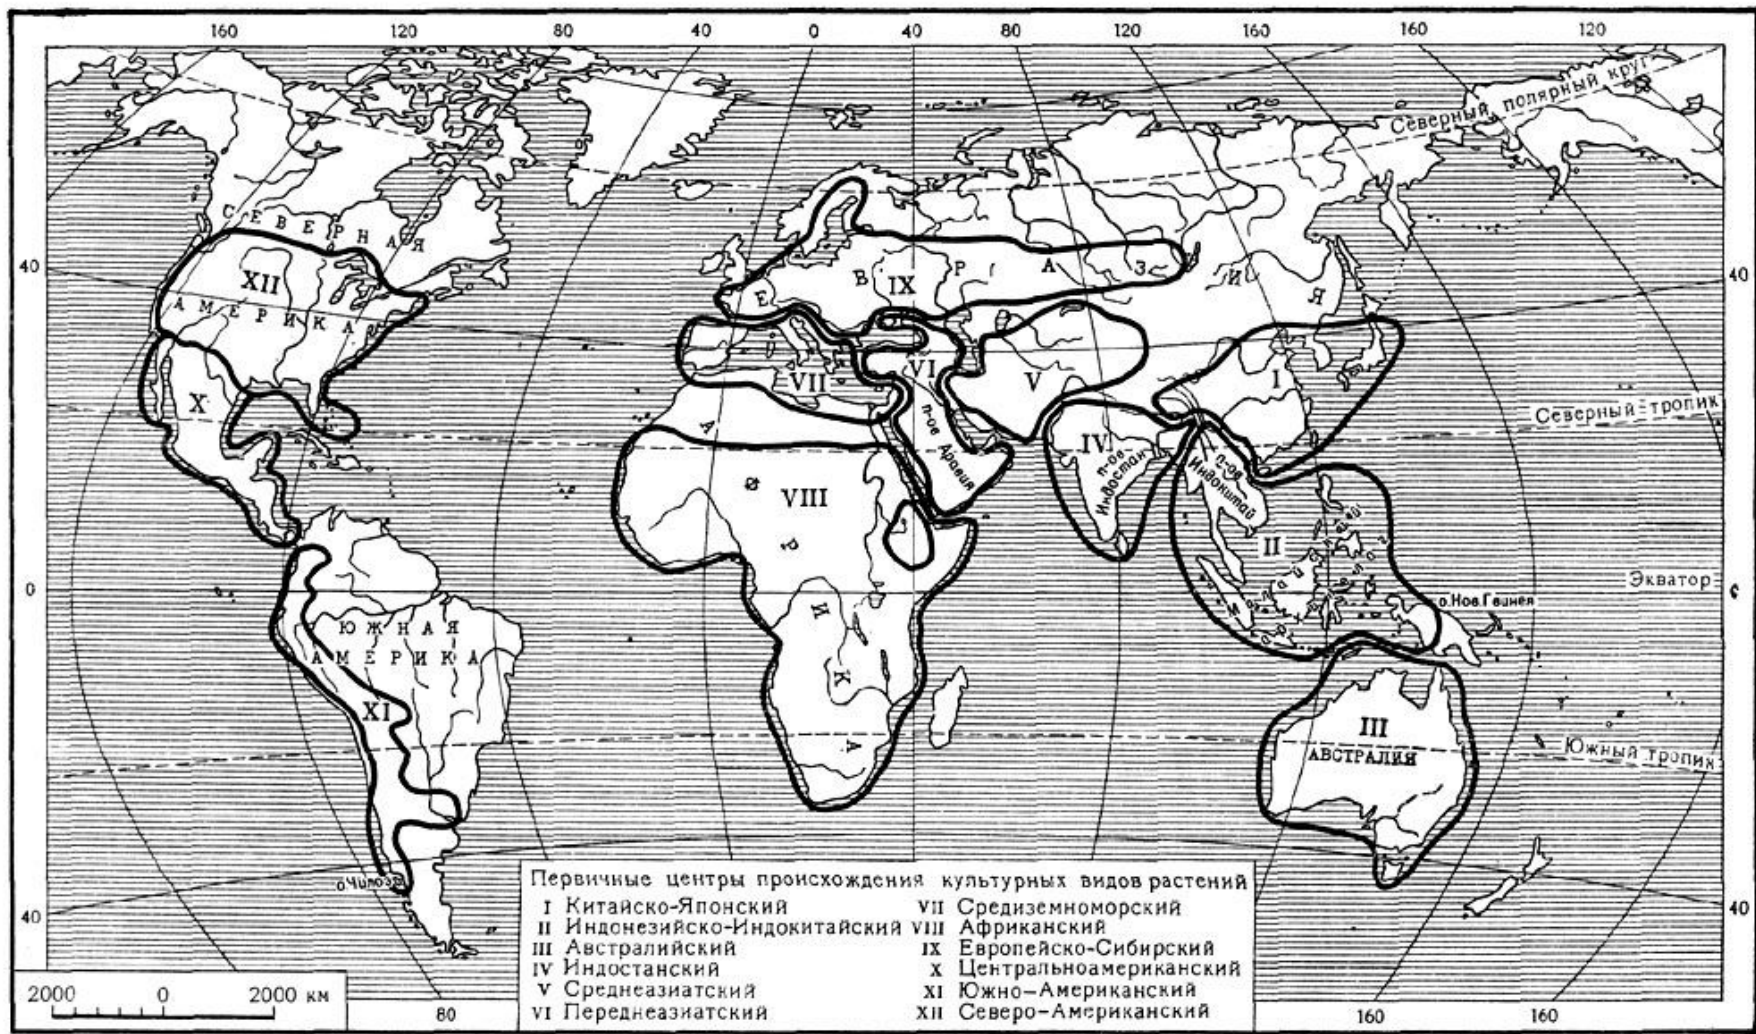 160 120 80 40 0 40 80 120 160 160 120
Северный полярный круг
СЕВЕРНАЯ
АМЕРИКА
XII
40
ЕВРАЗИЯ
IX
40
I
VII
VI
V
X
Северный тропик
п-ов Аравия
IV
п-ов Индостан
п-ов Индокитай
АФРИКА
VIII
II
Малайский архипелаг
Экватор
0
о.Нов.Гвинея
ЮЖНАЯ
АМЕРИКА
XI
III
АВСТРАЛИЯ
Южный тропик
о.Чилоэ
40
40
Первичные центры происхождения культурных видов растений
I Китайско-Японский
II Индонезийско-Индокитайский
III Австралийский
IV Индостанский
V Среднеазиатский
VI Переднеазиатский
VII Средиземноморский
VIII Африканский
IX Европейско-Сибирский
X Центральноамериканский
XI Южно-Американский
XII Северо-Американский
2000 0 2000 км
80
160
160